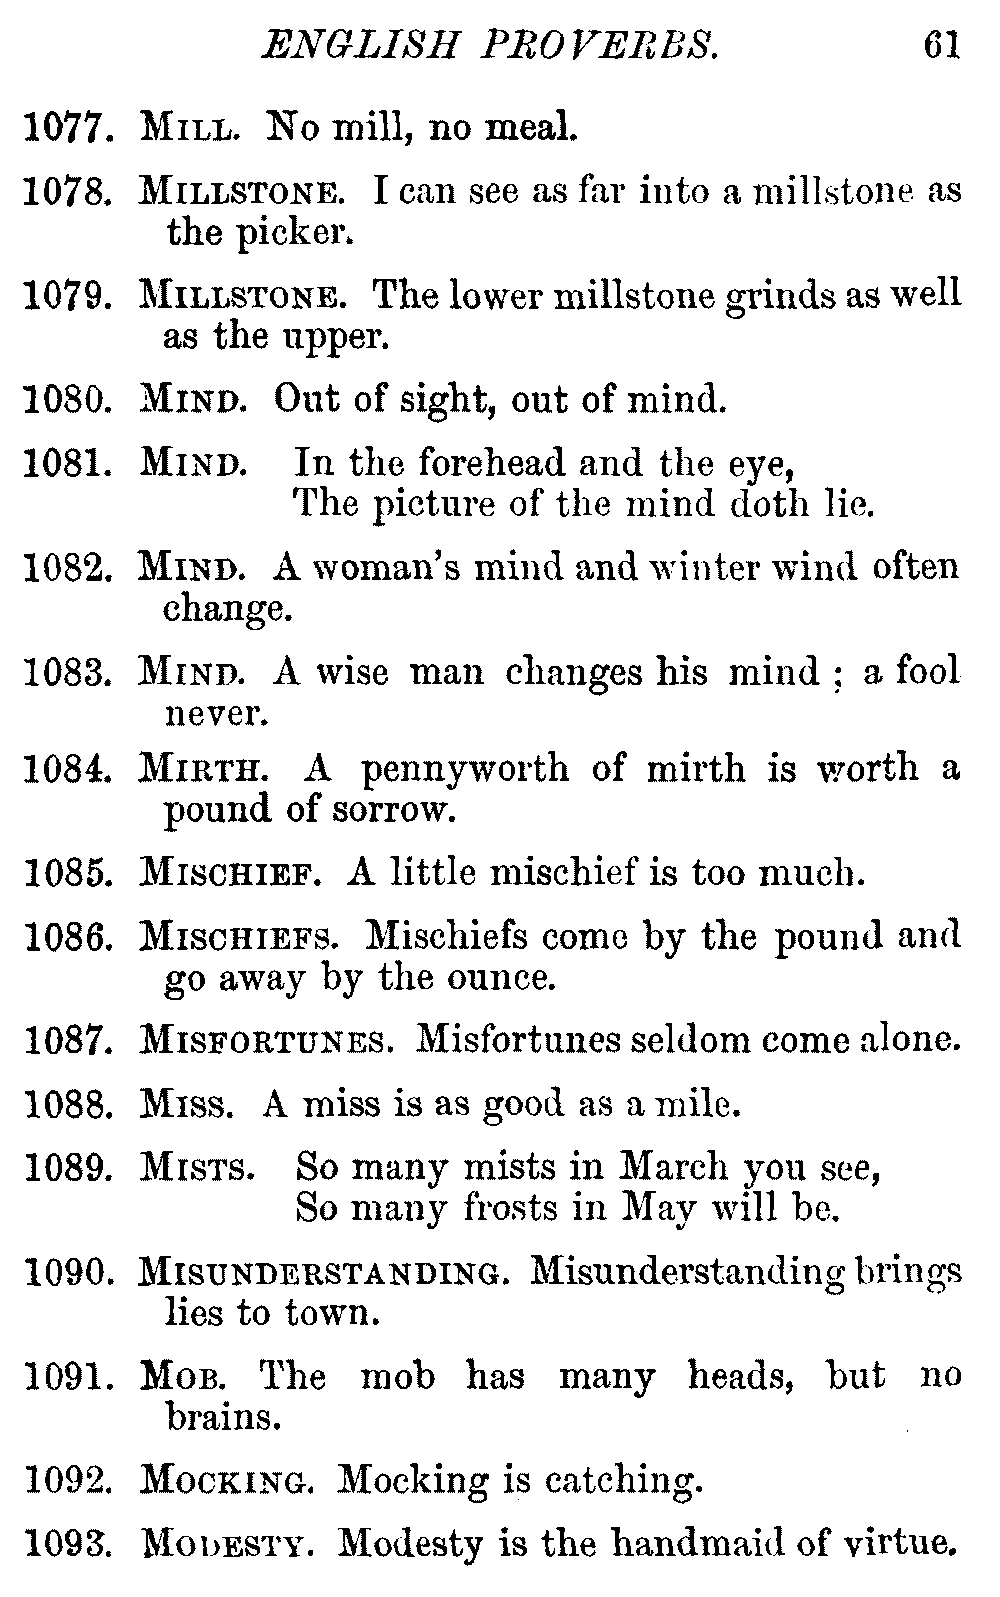 ENGLISH PROVERBS. 61
1077. MILL. No mill, no meal.
1078. MILLSTONE. I can see as far into a millstone as
the picker.
1079. MILLSTONE. The lower millstone grinds as well
as the upper.
1080. MIND. Out of sight, out of mind.
1081. MIND. In the forehead and the eye,
The picture of the mind doth lie.
1082. MIND. A woman's mind and winter wind often
change.
1083. MIND. A wise man changes his mind ; a fool
never.
1084. MIRTH. A pennyworth of mirth is worth a
pound of sorrow.
1085. MISCHIEF. A little mischief is too much.
1086. MISCHIEFS. Mischiefs come by the pound and
go away by the ounce.
1087. MISFORTUNES. Misfortunes seldom come alone.
1088. MISS. A miss is as good as a mile.
1089. MISTS. So many mists in March you see,
So many frosts in May will be.
1090. MISUNDERSTANDING. Misunderstanding brings
lies to town.
1091. MOB. The mob has many heads, but no
brains.
1092. MOCKING. Mocking is catching.
1093. MODESTY. Modesty is the handmaid of virtue.